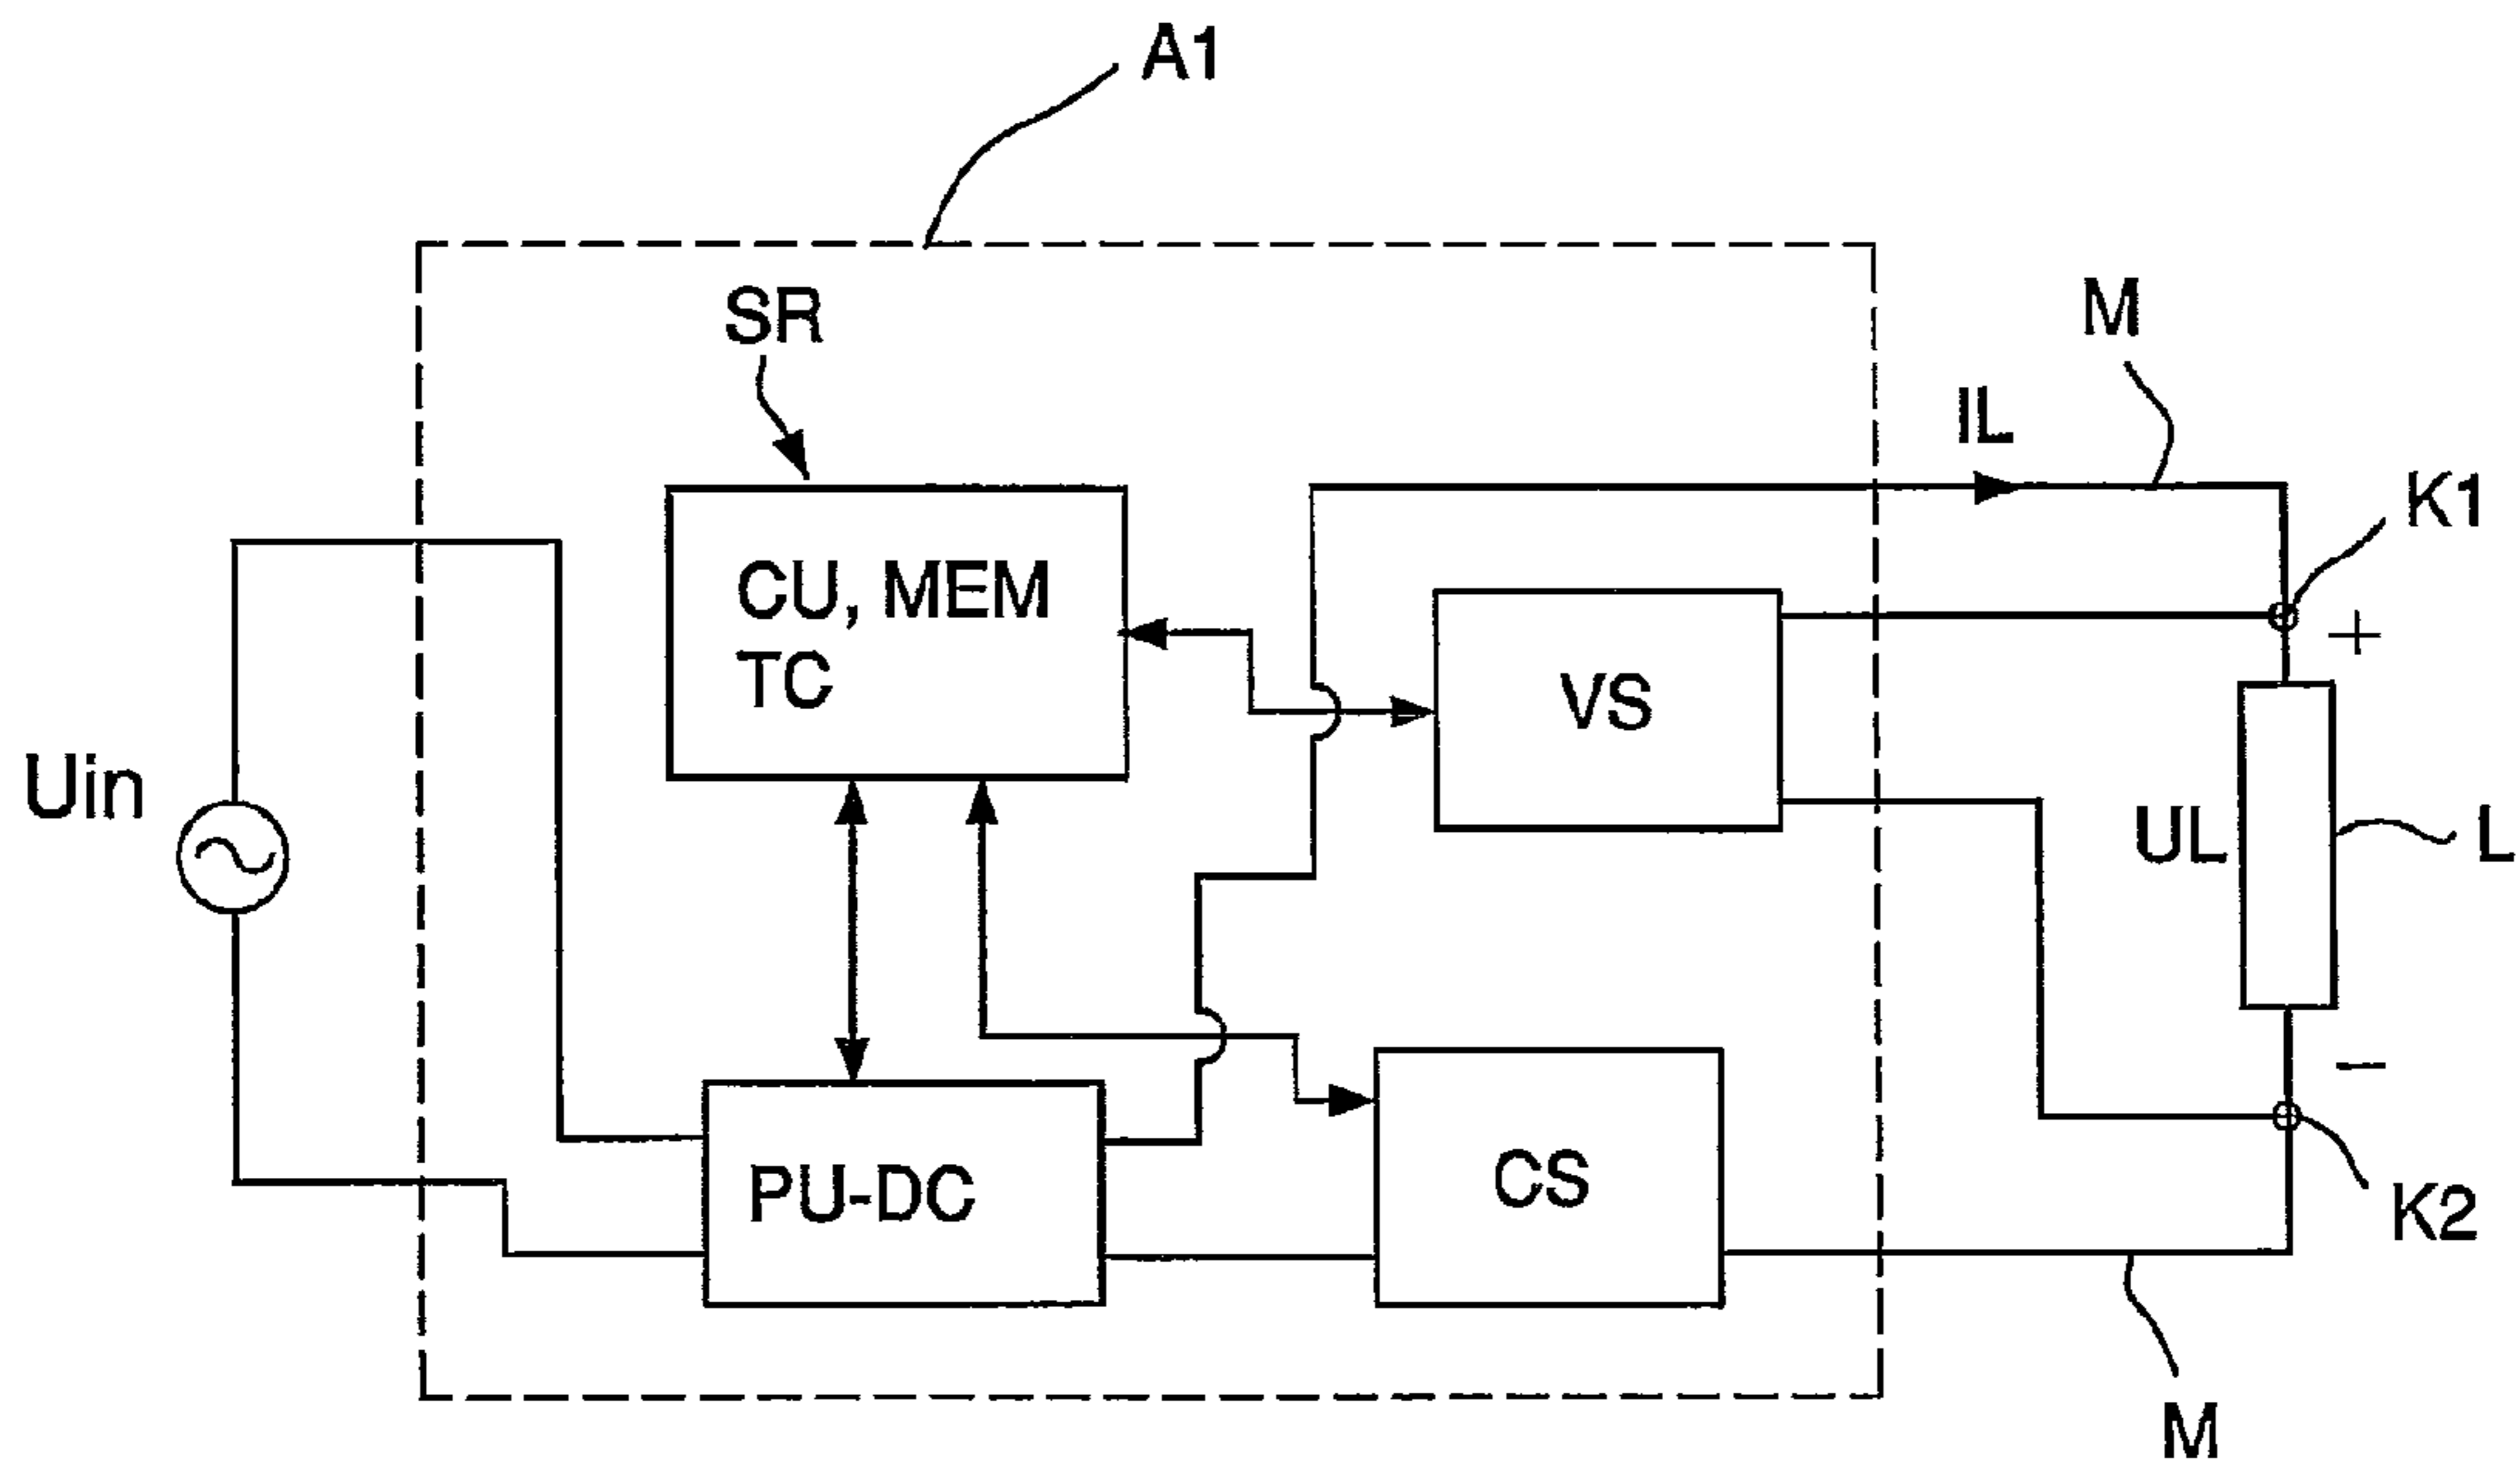 A1
SR
M
IL
K1
CU, MEM
TC
+
VS
Uin
UL
L
−
PU-DC
CS
K2
M